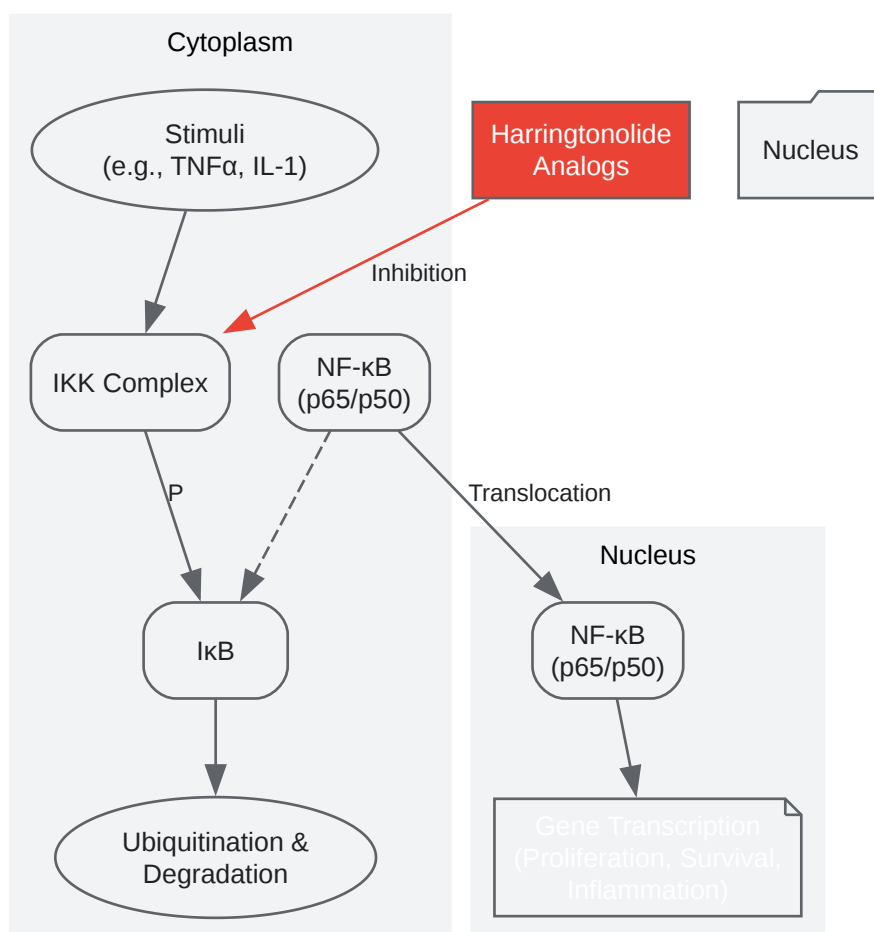 Cytoplasm
Stimuli
(e.g., TNFα, IL-1)
Harringtonolide
Analogs
Nucleus
Inhibition
IKK Complex
NF-κB
(p65/p50)
P
Translocation
Nucleus
IκB
NF-κB
(p65/p50)
Ubiquitination &
Degradation
Gene Transcription
(Proliferation, Survival,
Inflammation)